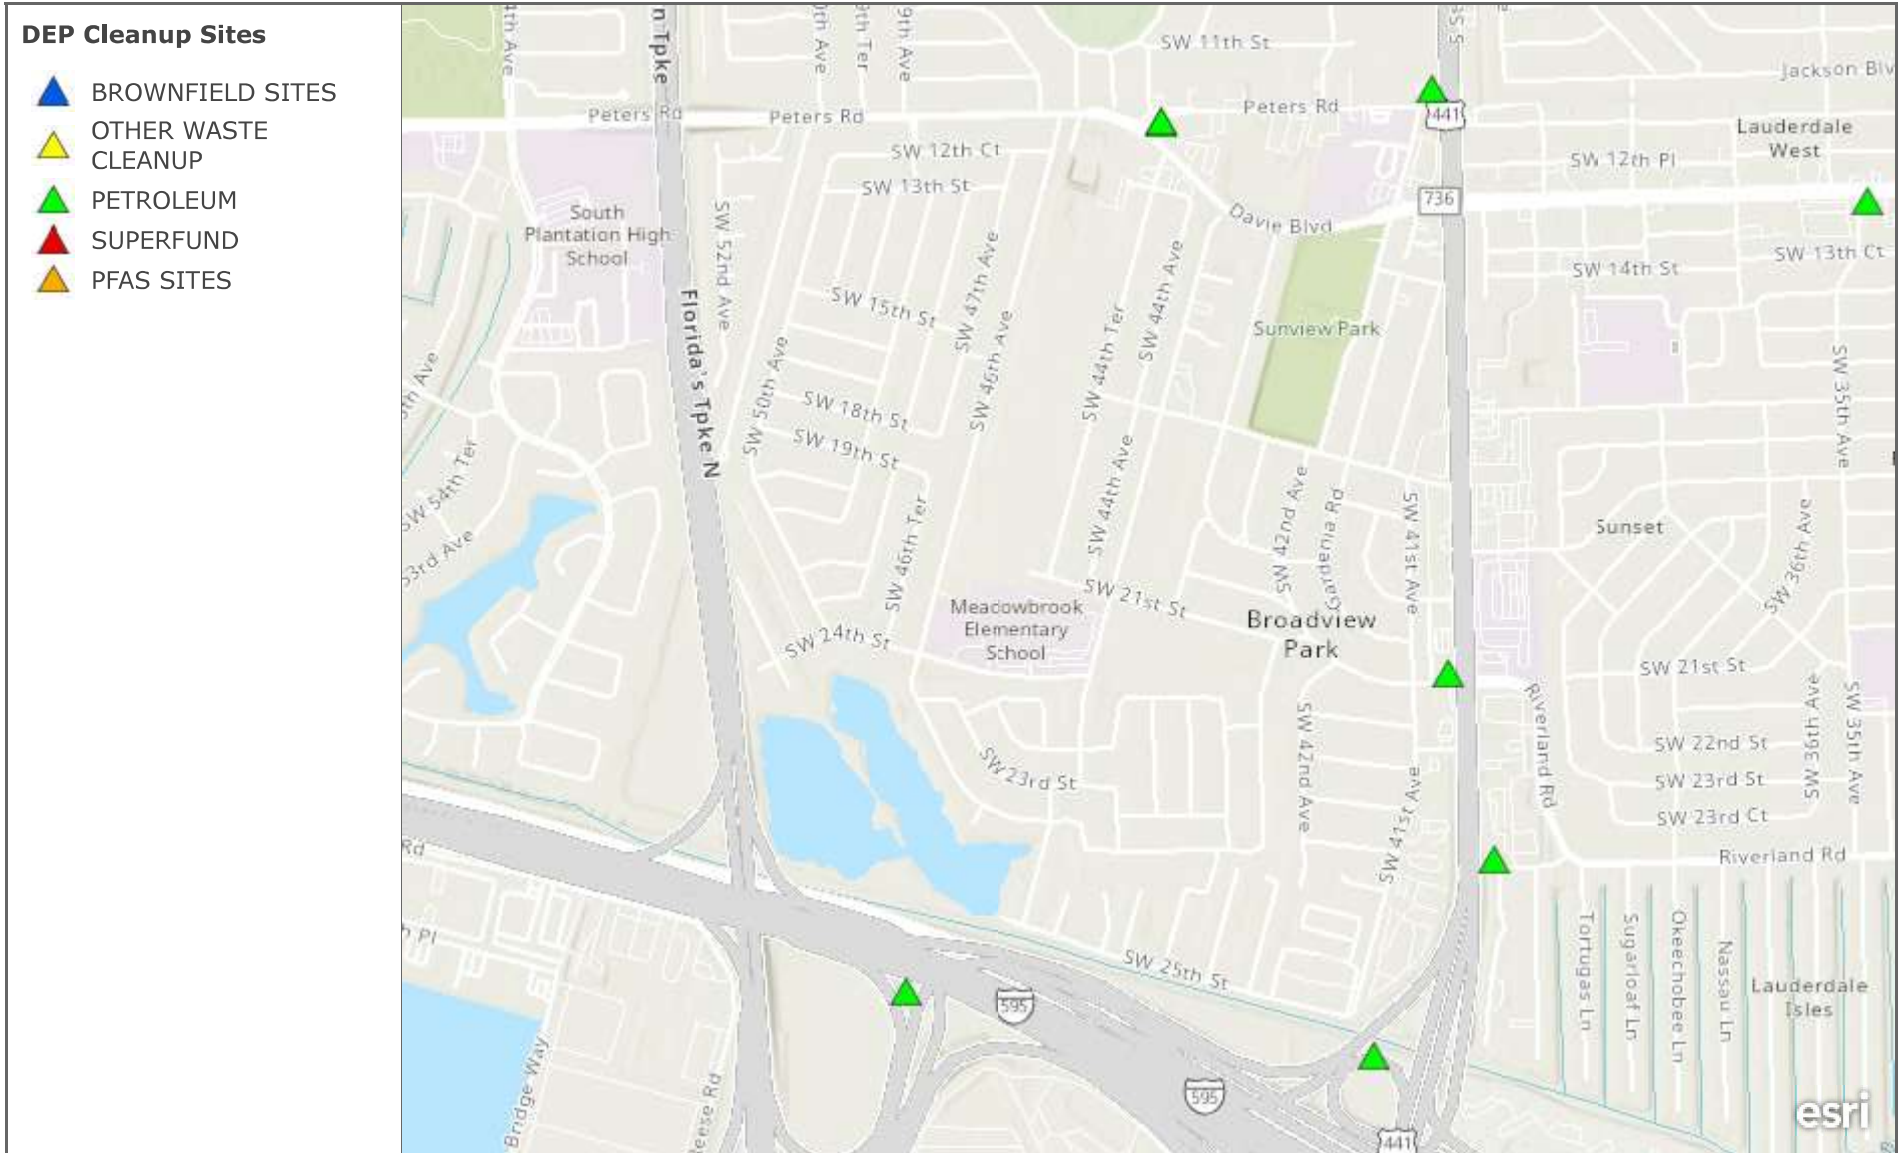 DEP Cleanup Sites
BROWNFIELD SITES
OTHER WASTE
CLEANUP
PETROLEUM
SUPERFUND
PFAS SITES
SW 11th St
Jackson Blv
Peters Rd
Peters Rd
Peters Rd
441
Lauderdale
West
SW 12th Ct
SW 12th Pl
SW 13th St
736
South
Plantation High
School
Davie Blvd
SW 13th Ct
SW 14th St
SW 52nd Ave
SW 15th St
SW 47th Ave
SW 46th Ave
SW 44th Ter
SW 44th Ave
Sunview Park
Florida's Tpke N
n Tpke
SW 50th Ave
SW 18th St
SW 19th St
SW 35th Ave
SW 54th Ter
53rd Ave
SW 46th Ter
SW 44th Ave
SW 42nd Ave
Gardenia Rd
SW 41st Ave
Sunset
SW 36th Ave
Meadowbrook
Elementary
School
SW 21st St
Broadview
Park
SW 24th St
SW 21st St
Riverland Rd
SW 36th Ave
SW 35th Ave
SW 42nd Ave
SW 22nd St
SW 23rd St
SW 23rd St
SW 23rd Ct
SW 41st Ave
Riverland Rd
Rd
SW 25th St
595
Tortugas Ln
Sugarloaf Ln
Okeechobee Ln
Nassau Ln
Lauderdale
Isles
Bridge Way
eese Rd
595
441
esri